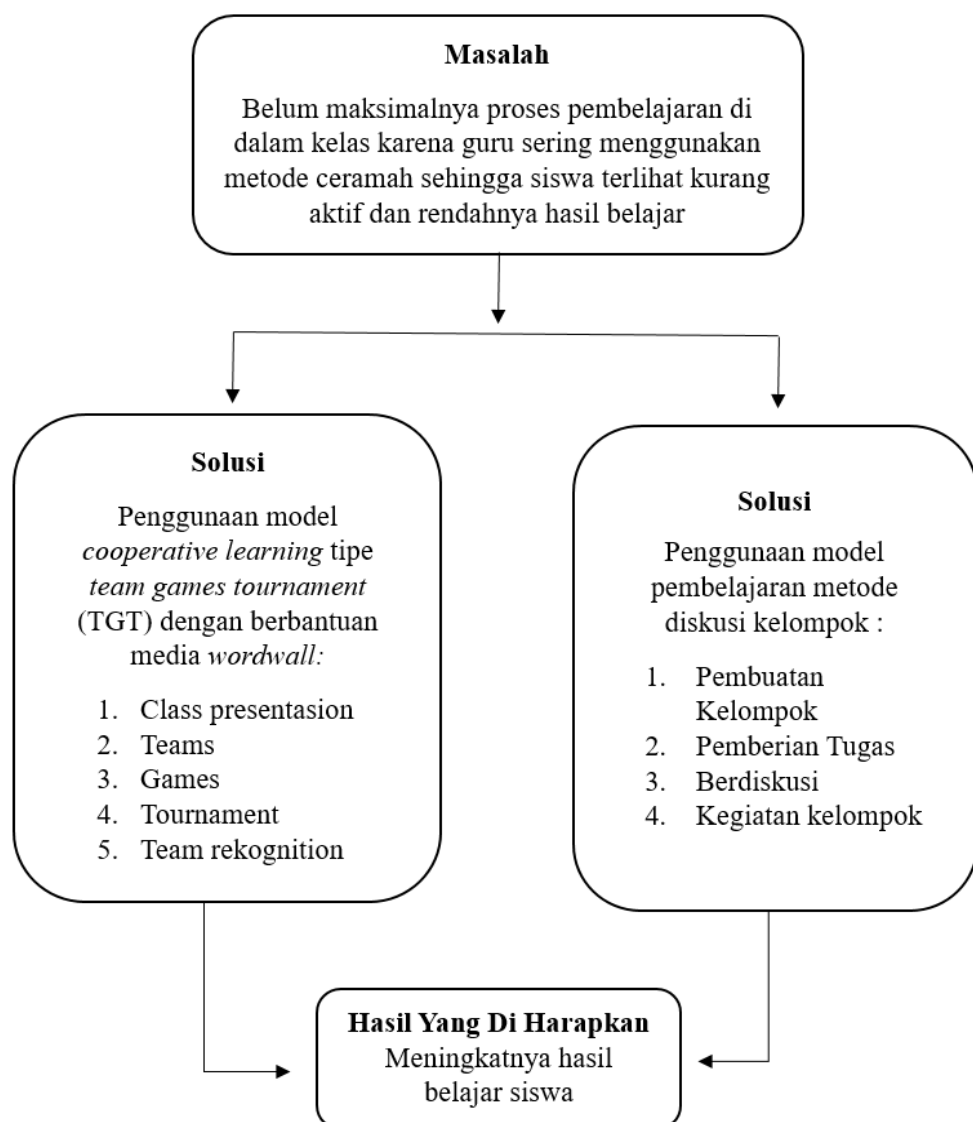 Masalah
Belum maksimalnya proses pembelajaran di
dalam kelas karena guru sering menggunakan
metode ceramah sehingga siswa terlihat kurang
aktif dan rendahnya hasil belajar
Solusi
Penggunaan model
cooperative learning tipe
team games tournament
(TGT) dengan berbantuan
media wordwall:
1. Class presentasion
2. Teams
3. Games
4. Tournament
5. Team rekognition
Solusi
Penggunaan model
pembelajaran metode
diskusi kelompok :
1. Pembuatan
Kelompok
2. Pemberian Tugas
3. Berdiskusi
4. Kegiatan kelompok
Hasil Yang Di Harapkan
Meningkatnya hasil
belajar siswa